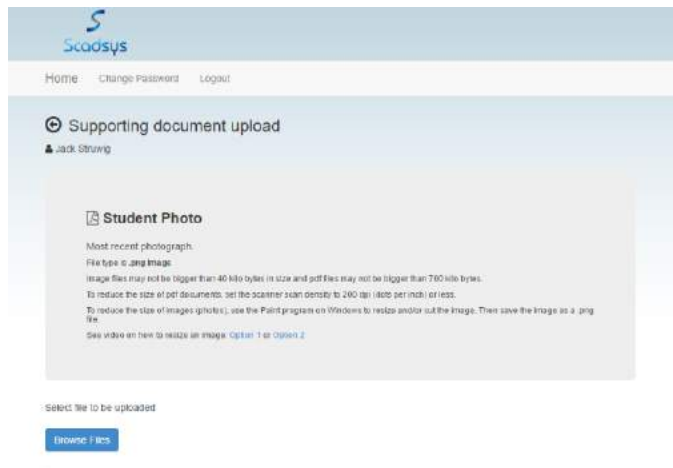 S
Scadsys
Home Change Password Logout
Supporting document upload
Jack Struwig
Student Photo
Most recent photograph.
File type is .png image.
Image files may not be bigger than 40 kilo bytes in size and pdf files may not be bigger than 700 kilo bytes.
To reduce the size of pdf documents, set the scanner scan density to 200 dpi (dots per inch) or less.
To reduce the size of images (photos), use the Paint program on Windows to resize and/or cut the image. Then save the image as a .png
file.
See video on how to resize an image: Option 1 or Option 2
Select file to be uploaded
Browse Files